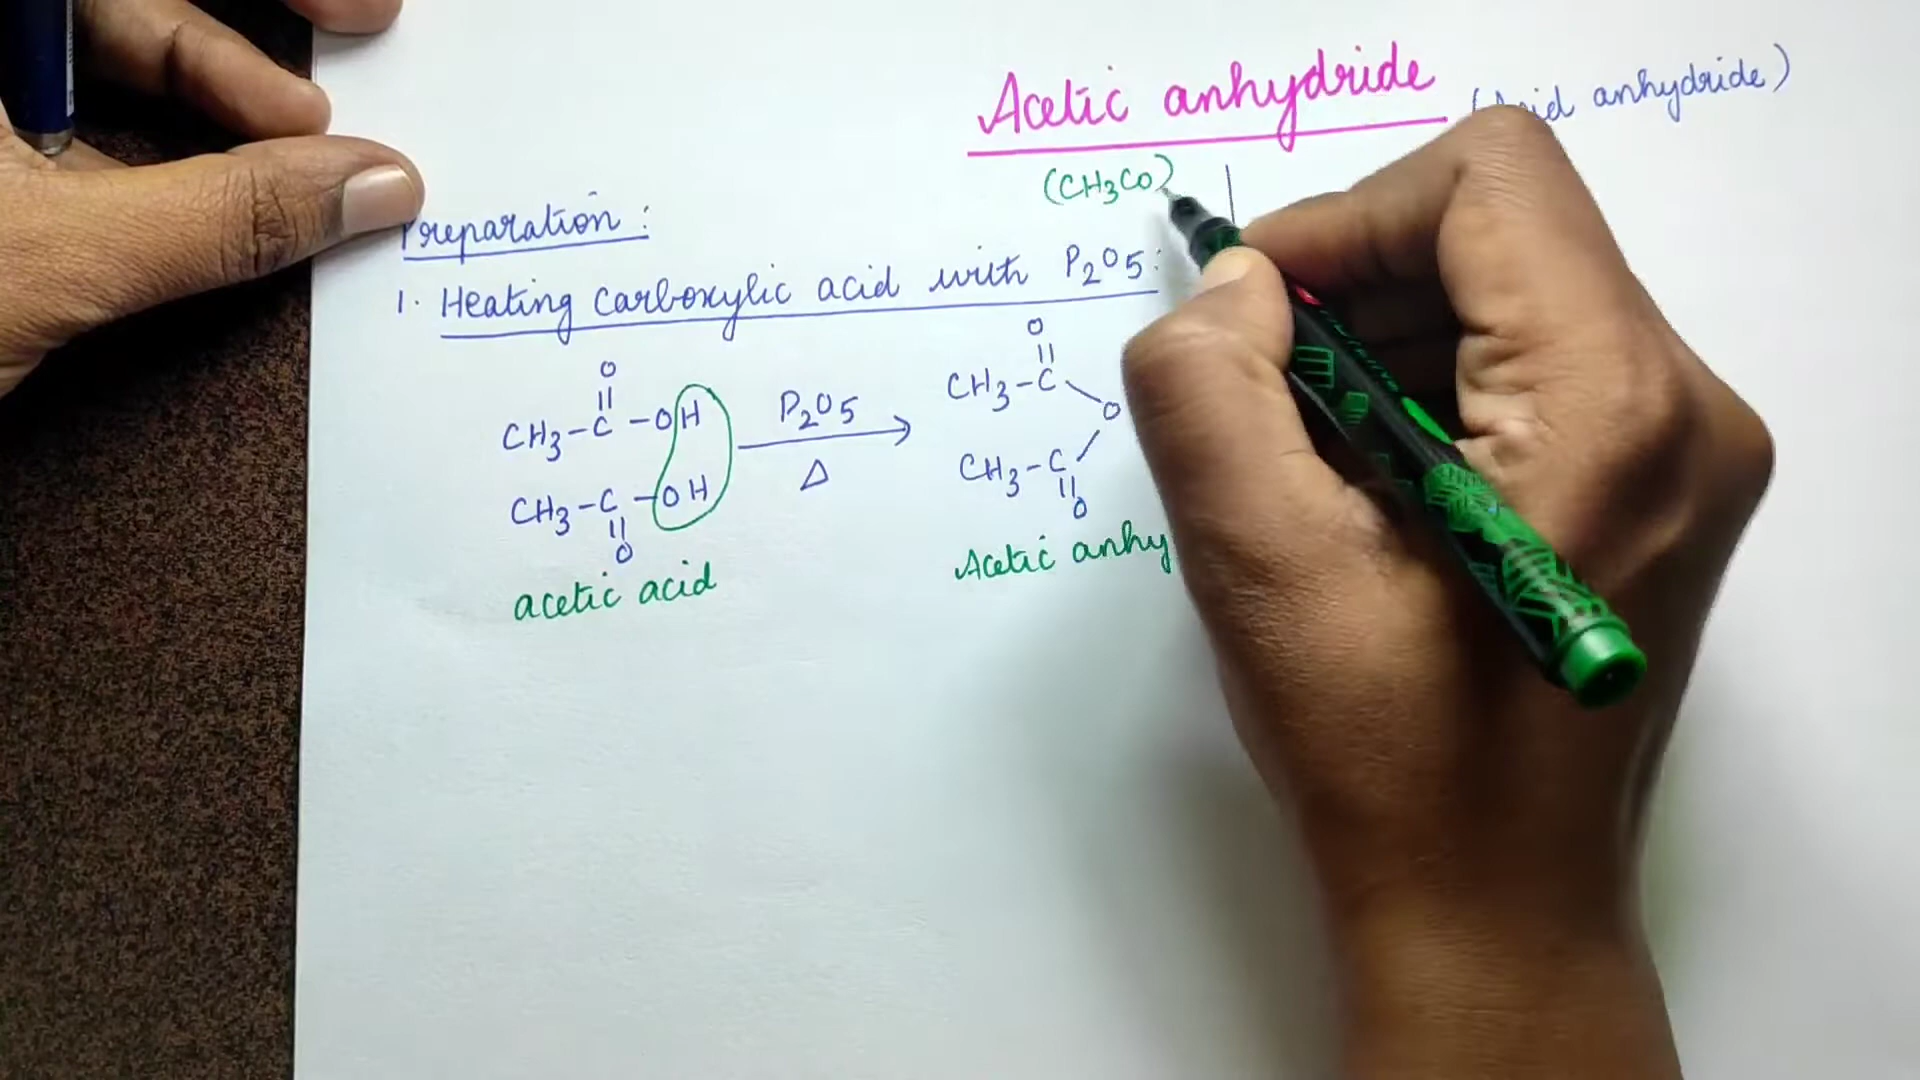 Acetic anhydride
anhydride)
(CH3CO)
Preparation:
1. Heating carboxylic acid with P2O5:
O
||
CH3-C-OH
CH3-C-OH
||
O
acetic acid
P2O5
Δ
O
||
CH3-C
O
CH3-C
||
O
Acetic